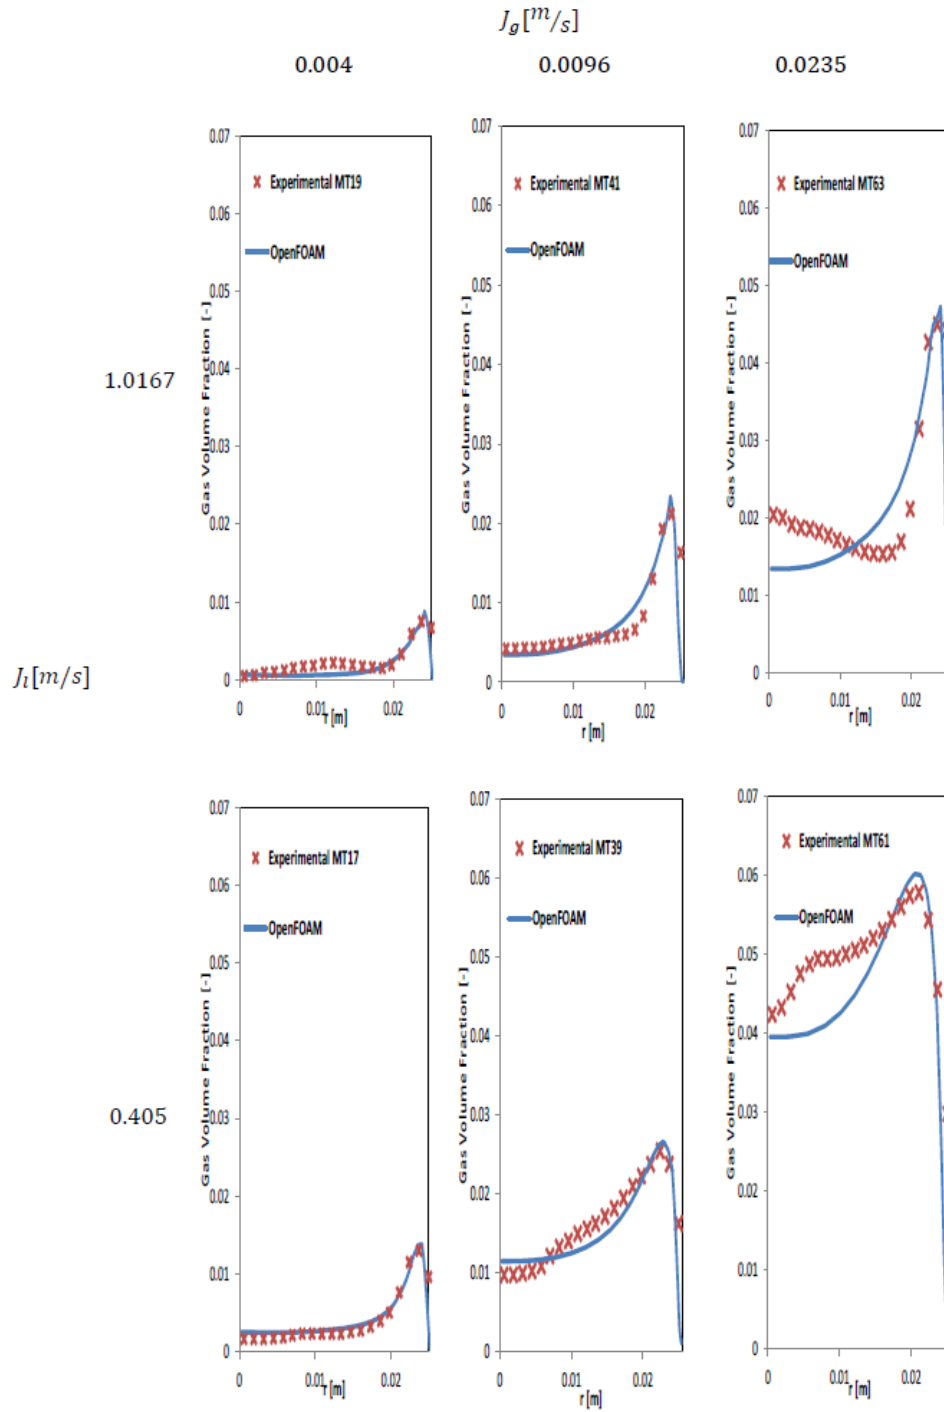 J_g[m/s]
0.004 0.0096 0.0235
1.0167
J_l[m/s]
0.405
0.07
0.06
0.05
0.04
0.03
0.02
0.01
0
Gas Volume Fraction [-]
Experimental MT19
OpenFOAM
0 0.01 0.02
r [m]
0.07
0.06
0.05
0.04
0.03
0.02
0.01
0
Gas Volume Fraction [-]
Experimental MT41
OpenFOAM
0 0.01 0.02
r [m]
0.07
0.06
0.05
0.04
0.03
0.02
0.01
0
Gas Volume Fraction [-]
Experimental MT63
OpenFOAM
0 0.01 0.02
r [m]
0.07
0.06
0.05
0.04
0.03
0.02
0.01
0
Gas Volume Fraction [-]
Experimental MT17
OpenFOAM
0 0.01 0.02
r [m]
0.07
0.06
0.05
0.04
0.03
0.02
0.01
0
Gas Volume Fraction [-]
Experimental MT39
OpenFOAM
0 0.01 0.02
r [m]
0.07
0.06
0.05
0.04
0.03
0.02
0.01
0
Gas Volume Fraction [-]
Experimental MT61
OpenFOAM
0 0.01 0.02
r [m]